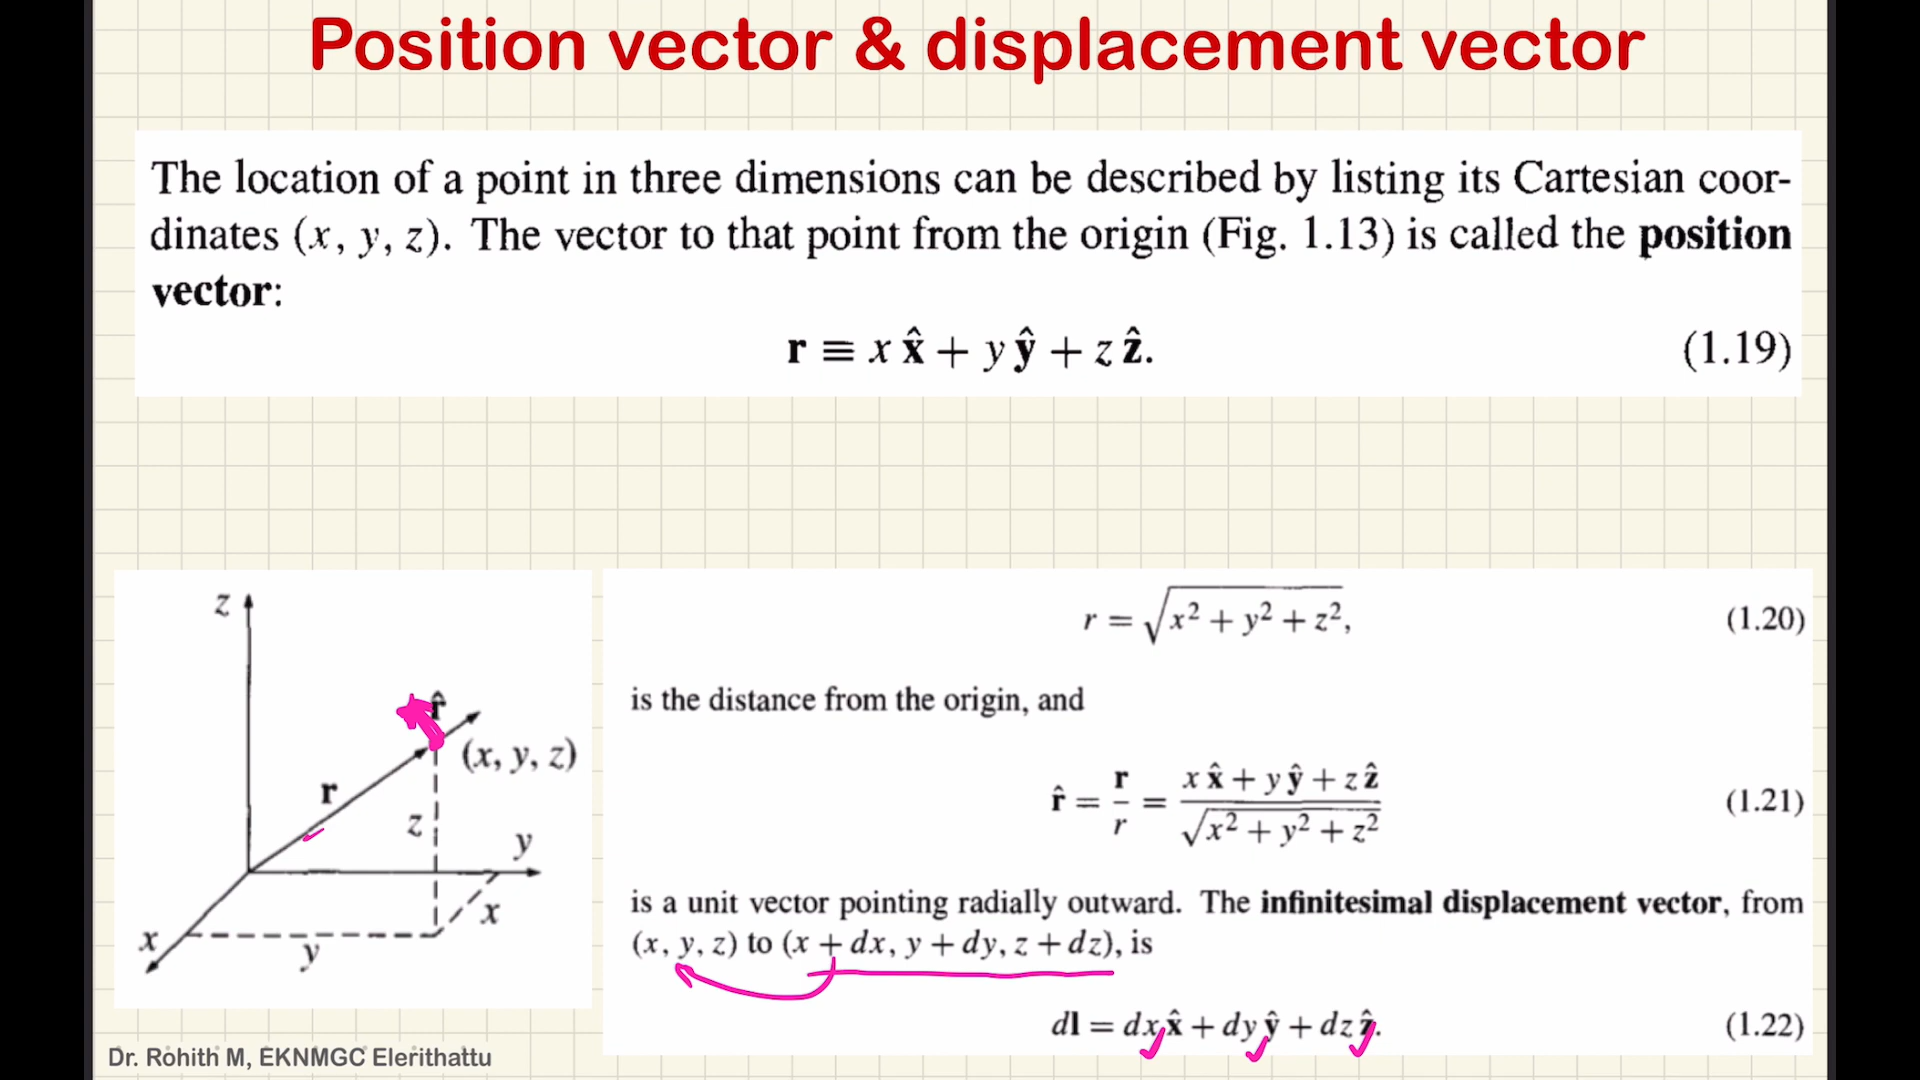 Position vector & displacement vector
The location of a point in three dimensions can be described by listing its Cartesian coor-
dinates (x, y, z). The vector to that point from the origin (Fig. 1.13) is called the position
vector:
r ≡ x x̂ + y ŷ + z ẑ. (1.19)
z
r̂
(x, y, z)
r
z
y
x
x
y
r = √x² + y² + z², (1.20)
is the distance from the origin, and
r̂ = r/r = (x x̂ + y ŷ + z ẑ)/√x² + y² + z² (1.21)
is a unit vector pointing radially outward. The infinitesimal displacement vector, from
(x, y, z) to (x + dx, y + dy, z + dz), is
dl = dx x̂ + dy ŷ + dz ẑ. (1.22)
Dr. Rohith M, EKNMGC Elerithattu